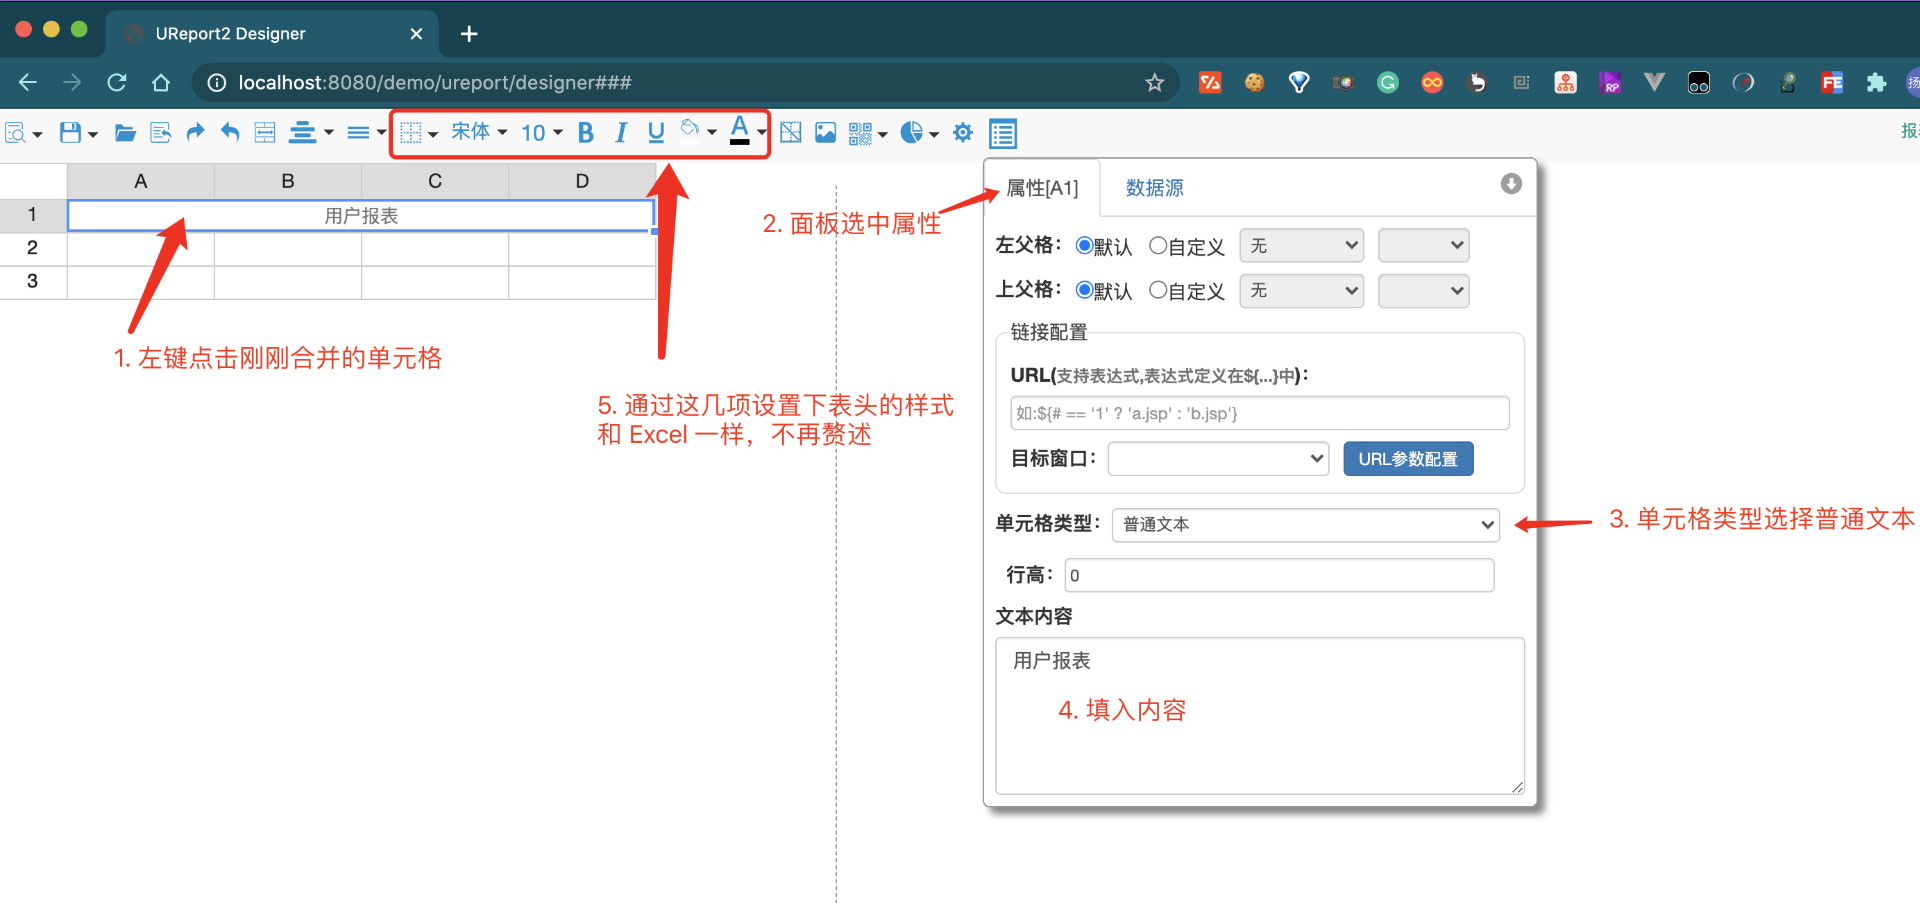 UReport2 Designer
localhost:8080/demo/ureport/designer###
宋体 10 B I U A
报
A B C D
1 用户报表
2
3
1. 左键点击刚刚合并的单元格
2. 面板选中属性
5. 通过这几项设置下表头的样式
和 Excel 一样，不再赘述
属性[A1] 数据源
左父格： 默认 自定义 无
上父格： 默认 自定义 无
链接配置
URL(支持表达式,表达式定义在${...}中)：
如:${# == '1' ? 'a.jsp' : 'b.jsp'}
目标窗口： URL参数配置
单元格类型： 普通文本
3. 单元格类型选择普通文本
行高： 0
文本内容
用户报表
4. 填入内容